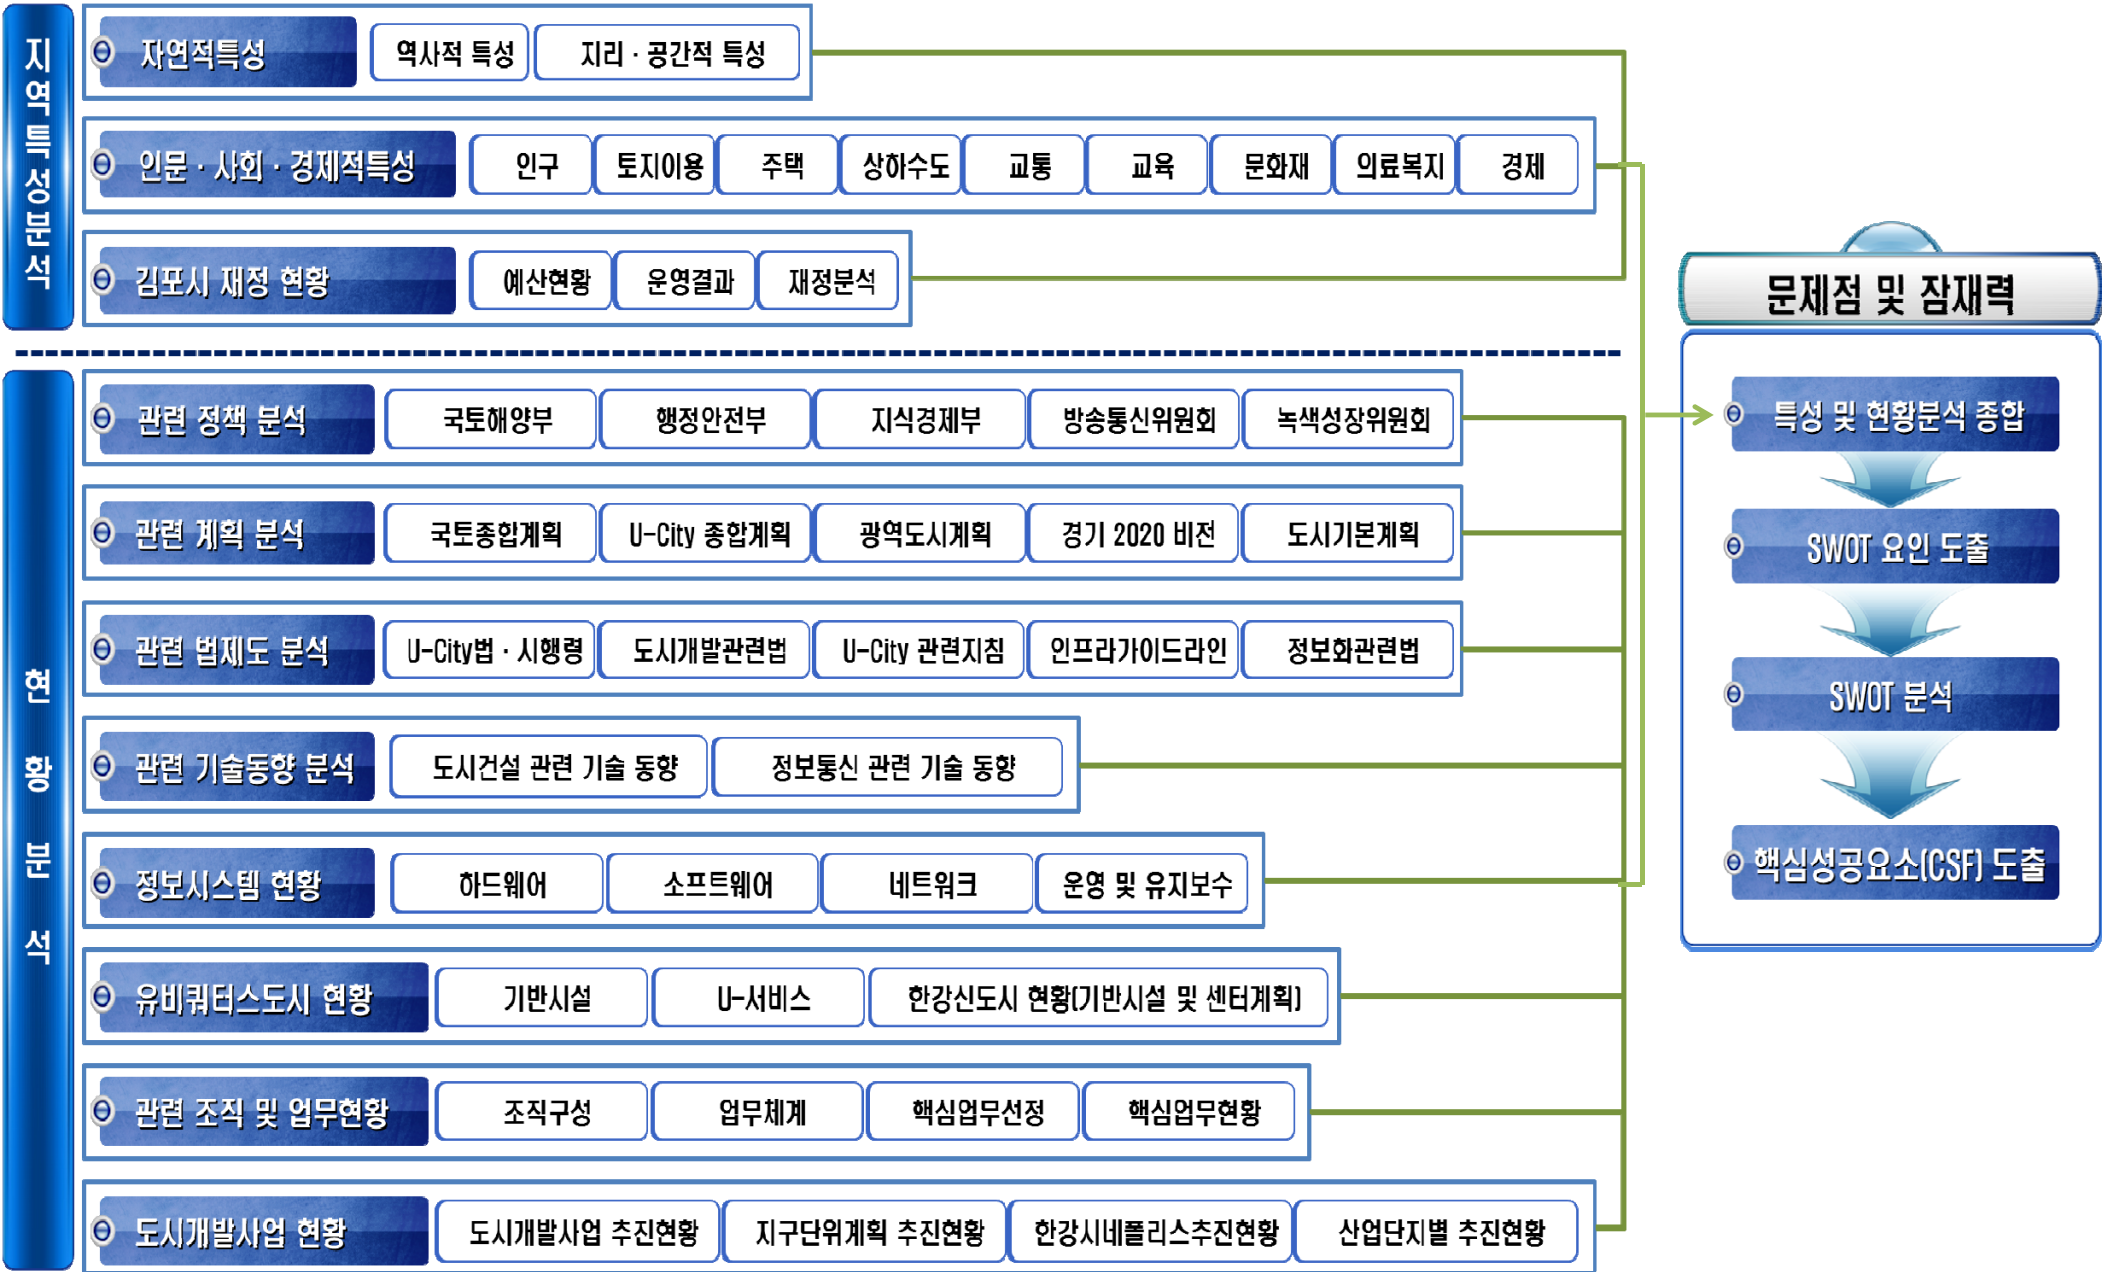 지역특성분석
자연적특성
역사적 특성
지리·공간적 특성
인문·사회·경제적특성
인구
토지이용
주택
상하수도
교통
교육
문화재
의료복지
경제
김포시 재정 현황
예산현황
운영결과
재정분석
현황분석
관련 정책 분석
국토해양부
행정안전부
지식경제부
방송통신위원회
녹색성장위원회
관련 계획 분석
국토종합계획
U-City 종합계획
광역도시계획
경기 2020 비전
도시기본계획
관련 법제도 분석
U-City법·시행령
도시개발관련법
U-City 관련지침
인프라가이드라인
정보화관련법
관련 기술동향 분석
도시건설 관련 기술 동향
정보통신 관련 기술 동향
정보시스템 현황
하드웨어
소프트웨어
네트워크
운영 및 유지보수
유비쿼터스도시 현황
기반시설
U-서비스
한강신도시 현황(기반시설 및 센터계획)
관련 조직 및 업무현황
조직구성
업무체계
핵심업무선정
핵심업무현황
도시개발사업 현황
도시개발사업 추진현황
지구단위계획 추진현황
한강시네폴리스추진현황
산업단지별 추진현황
문제점 및 잠재력
특성 및 현황분석 종합
SWOT 요인 도출
SWOT 분석
핵심성공요소(CSF) 도출